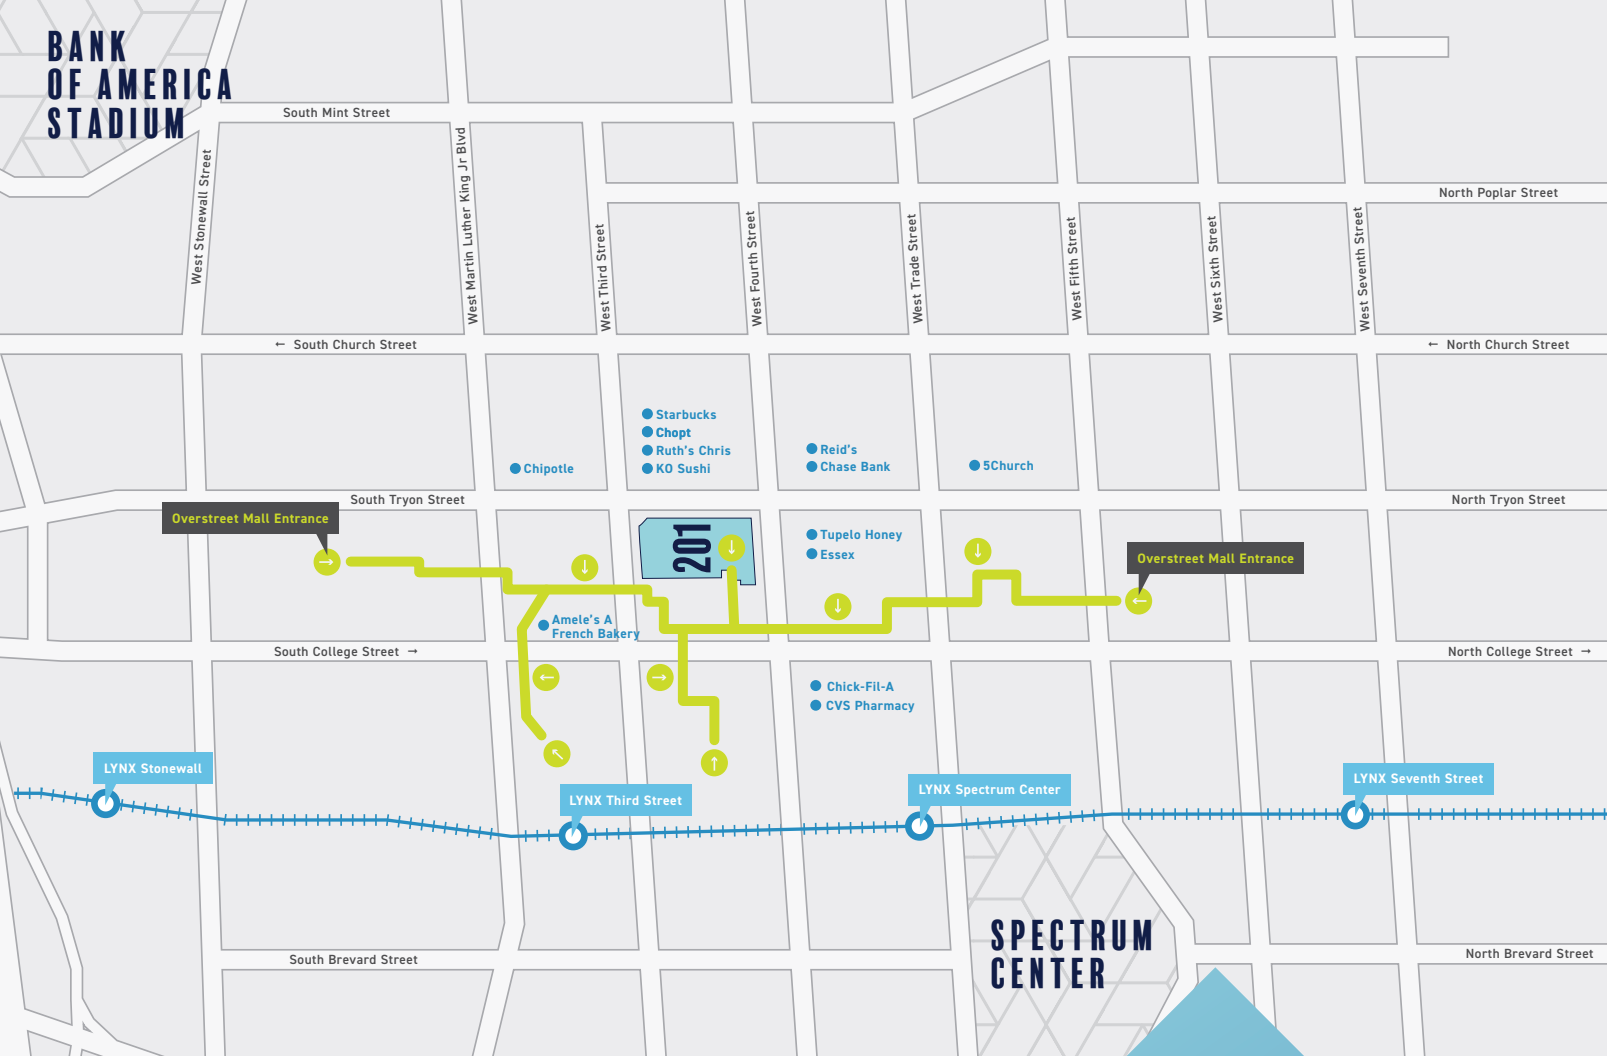 BANK
OF AMERICA
STADIUM
South Mint Street
West Stonewall Street
West Martin Luther King Jr Blvd
West Third Street
West Fourth Street
West Trade Street
West Fifth Street
West Sixth Street
West Seventh Street
North Poplar Street
← South Church Street
← North Church Street
Starbucks
Chopt
Ruth's Chris
KO Sushi
Chipotle
Reid's
Chase Bank
5Church
South Tryon Street
North Tryon Street
Overstreet Mall Entrance
201
Tupelo Honey
Essex
Overstreet Mall Entrance
Amele's A
French Bakery
South College Street →
North College Street →
Chick-Fil-A
CVS Pharmacy
LYNX Stonewall
LYNX Third Street
LYNX Spectrum Center
LYNX Seventh Street
SPECTRUM
CENTER
South Brevard Street
North Brevard Street